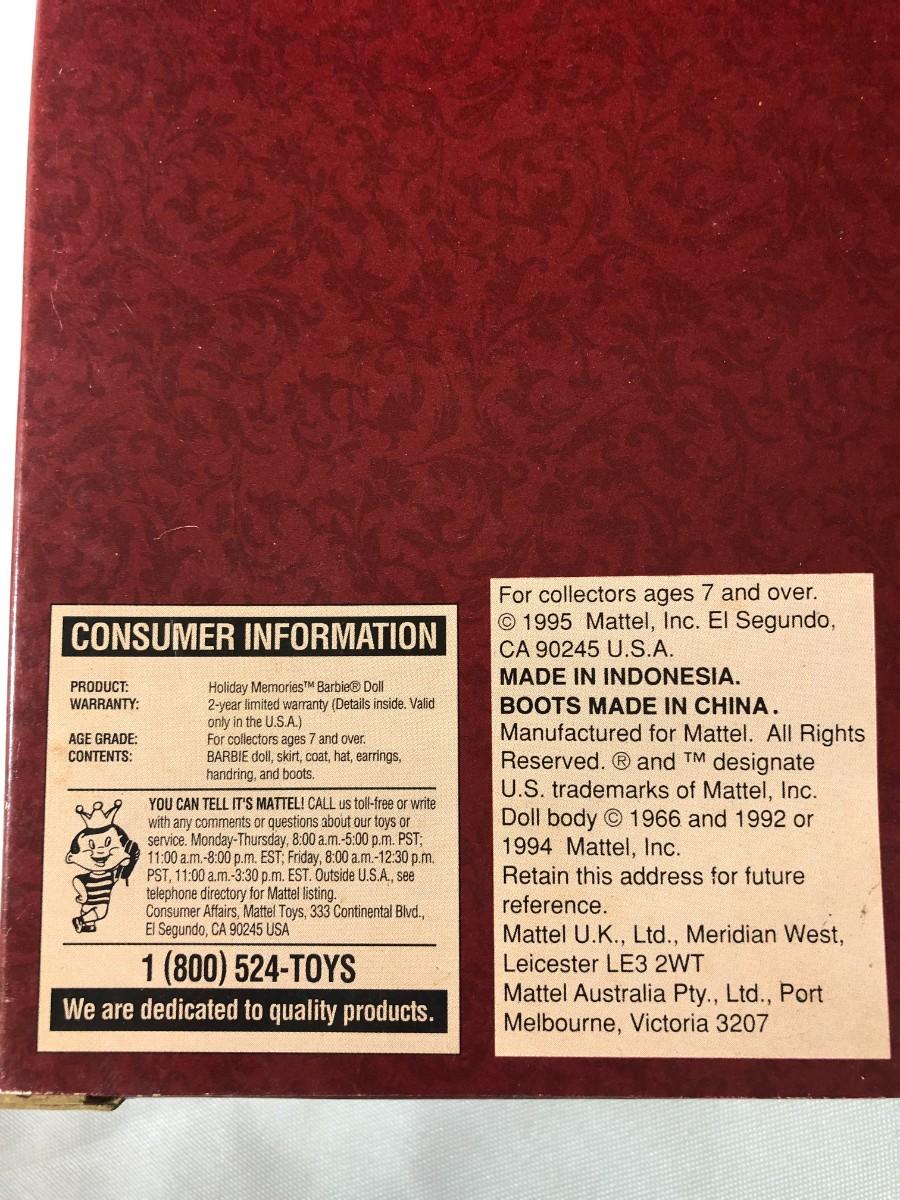 CONSUMER INFORMATION
PRODUCT: Holiday Memories™ Barbie® Doll
WARRANTY: 2-year limited warranty (Details inside. Valid
only in the U.S.A.)
AGE GRADE: For collectors ages 7 and over.
CONTENTS: BARBIE doll, skirt, coat, hat, earrings,
handring, and boots.
YOU CAN TELL IT'S MATTEL! CALL us toll-free or write
with any comments or questions about our toys or
service. Monday-Thursday, 8:00 a.m.-5:00 p.m. PST;
11:00 a.m.-8:00 p.m. EST; Friday, 8:00 a.m.-12:30 p.m.
PST, 11:00 a.m.-3:30 p.m. EST. Outside U.S.A., see
telephone directory for Mattel listing.
Consumer Affairs, Mattel Toys, 333 Continental Blvd.,
El Segundo, CA 90245 USA
1 (800) 524-TOYS
We are dedicated to quality products.
For collectors ages 7 and over.
© 1995 Mattel, Inc. El Segundo,
CA 90245 U.S.A.
MADE IN INDONESIA.
BOOTS MADE IN CHINA.
Manufactured for Mattel. All Rights
Reserved. ® and ™ designate
U.S. trademarks of Mattel, Inc.
Doll body © 1966 and 1992 or
1994 Mattel, Inc.
Retain this address for future
reference.
Mattel U.K., Ltd., Meridian West,
Leicester LE3 2WT
Mattel Australia Pty., Ltd., Port
Melbourne, Victoria 3207